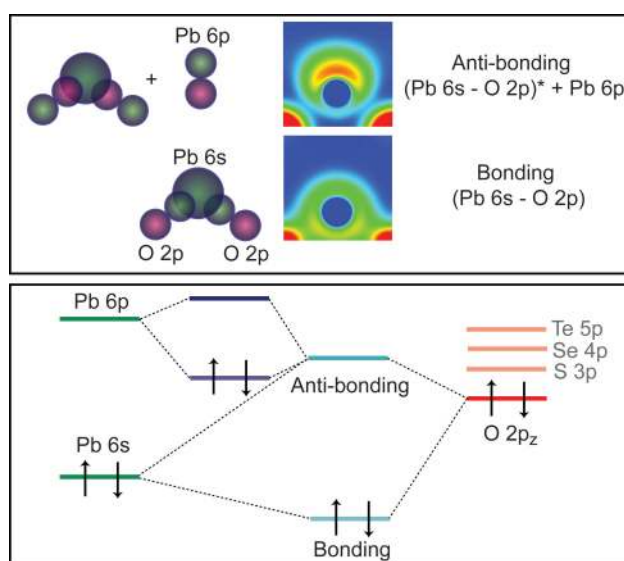 Pb 6p
+
Anti-bonding
(Pb 6s - O 2p)* + Pb 6p
Pb 6s
Bonding
(Pb 6s - O 2p)
O 2p
O 2p
Pb 6p
Te 5p
Se 4p
S 3p
Anti-bonding
O 2pz
Pb 6s
Bonding